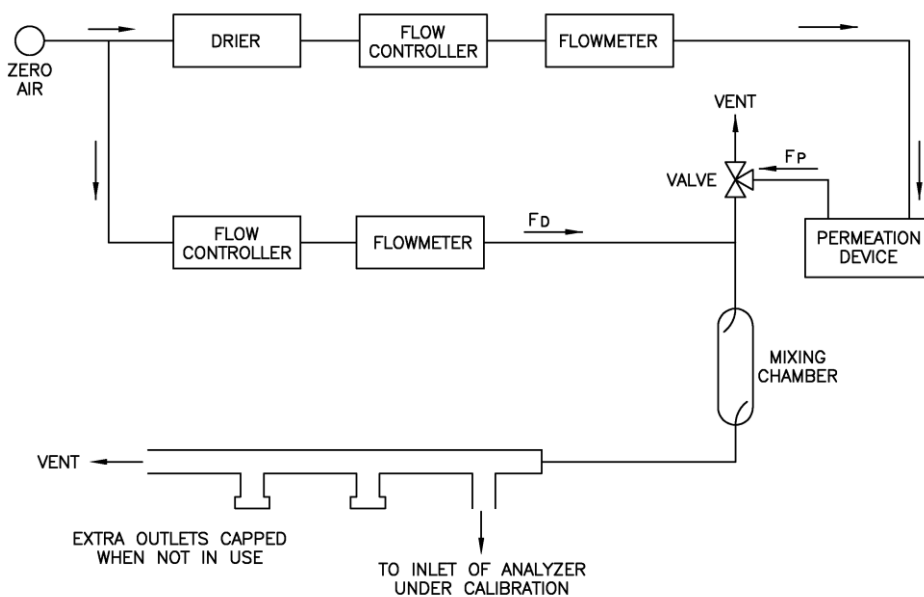 ZERO
AIR
DRIER
FLOW
CONTROLLER
FLOWMETER
VENT
VALVE
FP
PERMEATION
DEVICE
FLOW
CONTROLLER
FLOWMETER
FD
MIXING
CHAMBER
VENT
EXTRA OUTLETS CAPPED
WHEN NOT IN USE
TO INLET OF ANALYZER
UNDER CALIBRATION